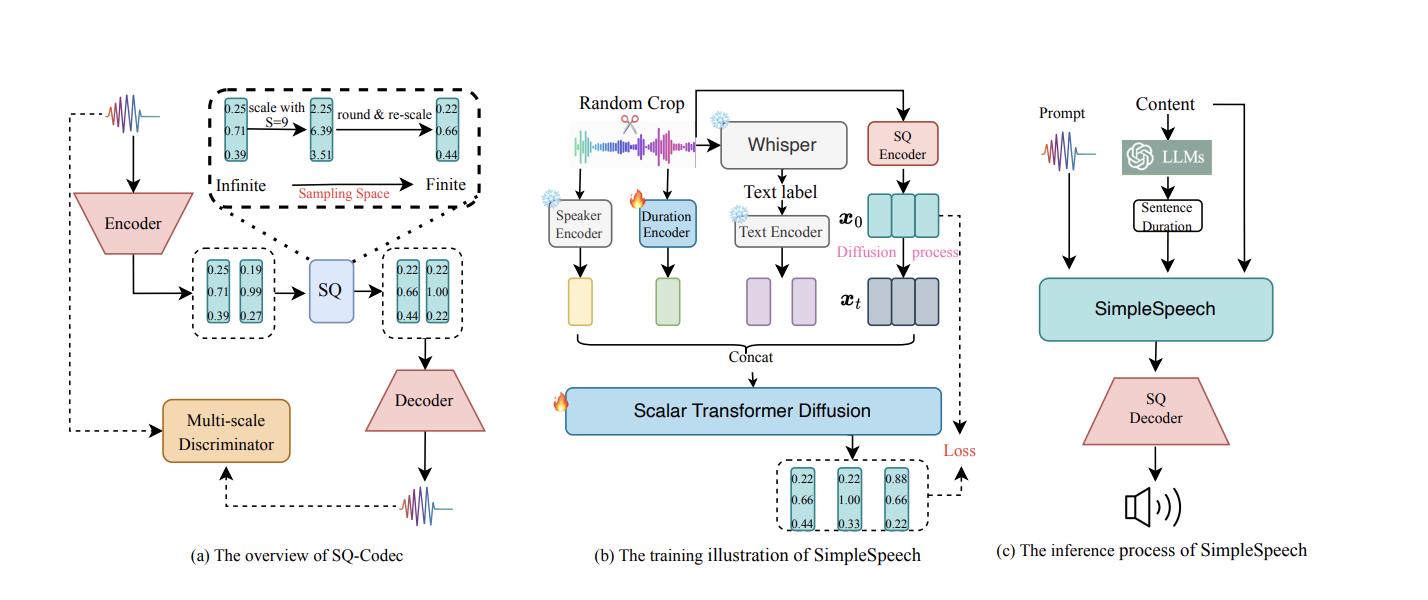 0.25
0.71
0.39
scale with
S=9
2.25
6.39
3.51
round & re-scale
0.22
0.66
0.44
Infinite
Sampling Space
Finite
Encoder
0.25
0.71
0.39
0.19
0.99
0.27
SQ
0.22
0.66
0.44
0.22
1.00
0.22
Decoder
Multi-scale
Discriminator
(a) The overview of SQ-Codec
Random Crop
Whisper
SQ
Encoder
Text label
Speaker
Encoder
Duration
Encoder
Text Encoder
x0
Diffusion process
xt
Concat
Scalar Transformer Diffusion
Loss
0.22
0.66
0.44
0.22
1.00
0.33
0.88
0.66
0.22
(b) The training illustration of SimpleSpeech
Prompt
Content
LLMs
Sentence
Duration
SimpleSpeech
SQ
Decoder
(c) The inference process of SimpleSpeech